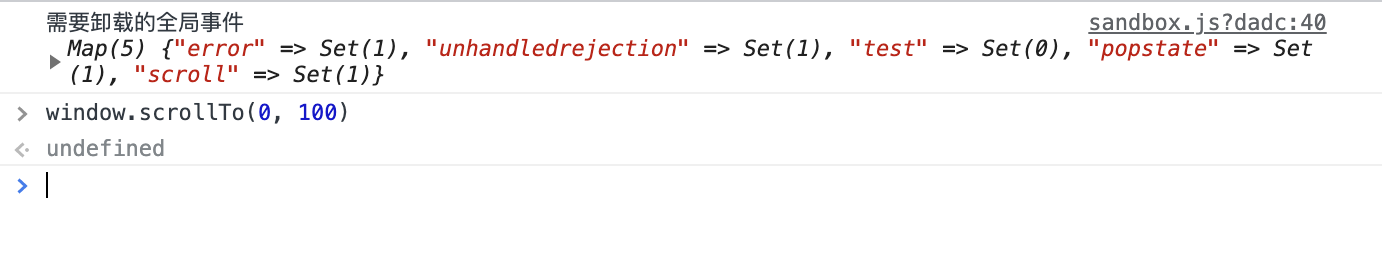 需要卸载的全局事件 sandbox.js?dadc:40
Map(5) {"error" => Set(1), "unhandledrejection" => Set(1), "test" => Set(0), "popstate" => Set
(1), "scroll" => Set(1)}
window.scrollTo(0, 100)
undefined